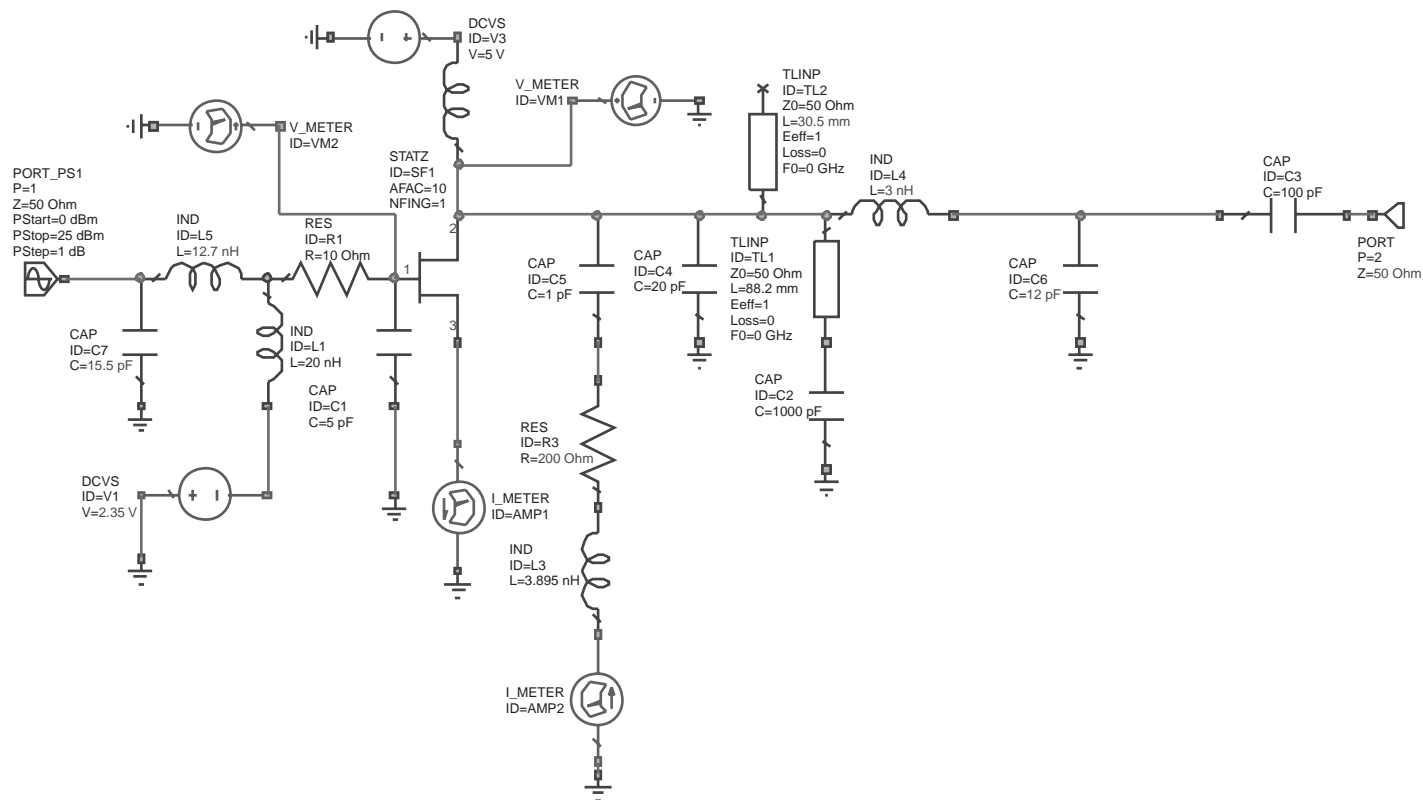 DCVS
ID=V3
V=5 V
V_METER
ID=VM1
V_METER
ID=VM2
TLINP
ID=TL2
Z0=50 Ohm
L=30.5 mm
Eeff=1
Loss=0
F0=0 GHz
STATZ
ID=SF1
AFAC=10
NFING=1
PORT_PS1
P=1
Z=50 Ohm
PStart=0 dBm
PStop=25 dBm
PStep=1 dB
IND
ID=L5
L=12.7 nH
RES
ID=R1
R=10 Ohm
1
2
3
IND
ID=L4
L=3 nH
CAP
ID=C3
C=100 pF
PORT
P=2
Z=50 Ohm
CAP
ID=C5
C=1 pF
CAP
ID=C4
C=20 pF
TLINP
ID=TL1
Z0=50 Ohm
L=88.2 mm
Eeff=1
Loss=0
F0=0 GHz
CAP
ID=C6
C=12 pF
CAP
ID=C7
C=15.5 pF
IND
ID=L1
L=20 nH
CAP
ID=C1
C=5 pF
CAP
ID=C2
C=1000 pF
RES
ID=R3
R=200 Ohm
DCVS
ID=V1
V=2.35 V
I_METER
ID=AMP1
IND
ID=L3
L=3.895 nH
I_METER
ID=AMP2